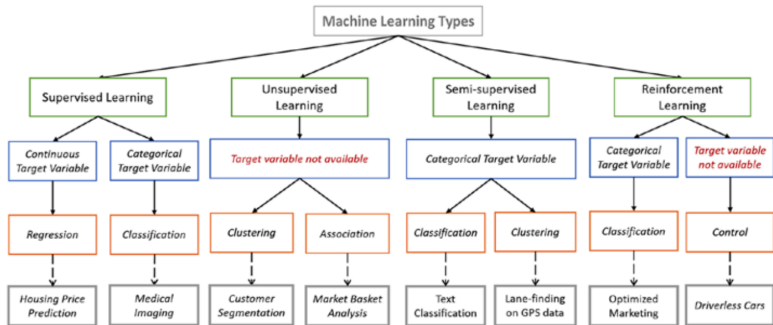 Machine Learning Types
Supervised Learning
Unsupervised
Learning
Semi-supervised
Learning
Reinforcement
Learning
Continuous
Target Variable
Categorical
Target Variable
Target variable not available
Categorical Target Variable
Categorical
Target Variable
Target variable
not available
Regression
Classification
Clustering
Association
Classification
Clustering
Classification
Control
Housing Price
Prediction
Medical
Imaging
Customer
Segmentation
Market Basket
Analysis
Text
Classification
Lane-finding
on GPS data
Optimized
Marketing
Driverless Cars